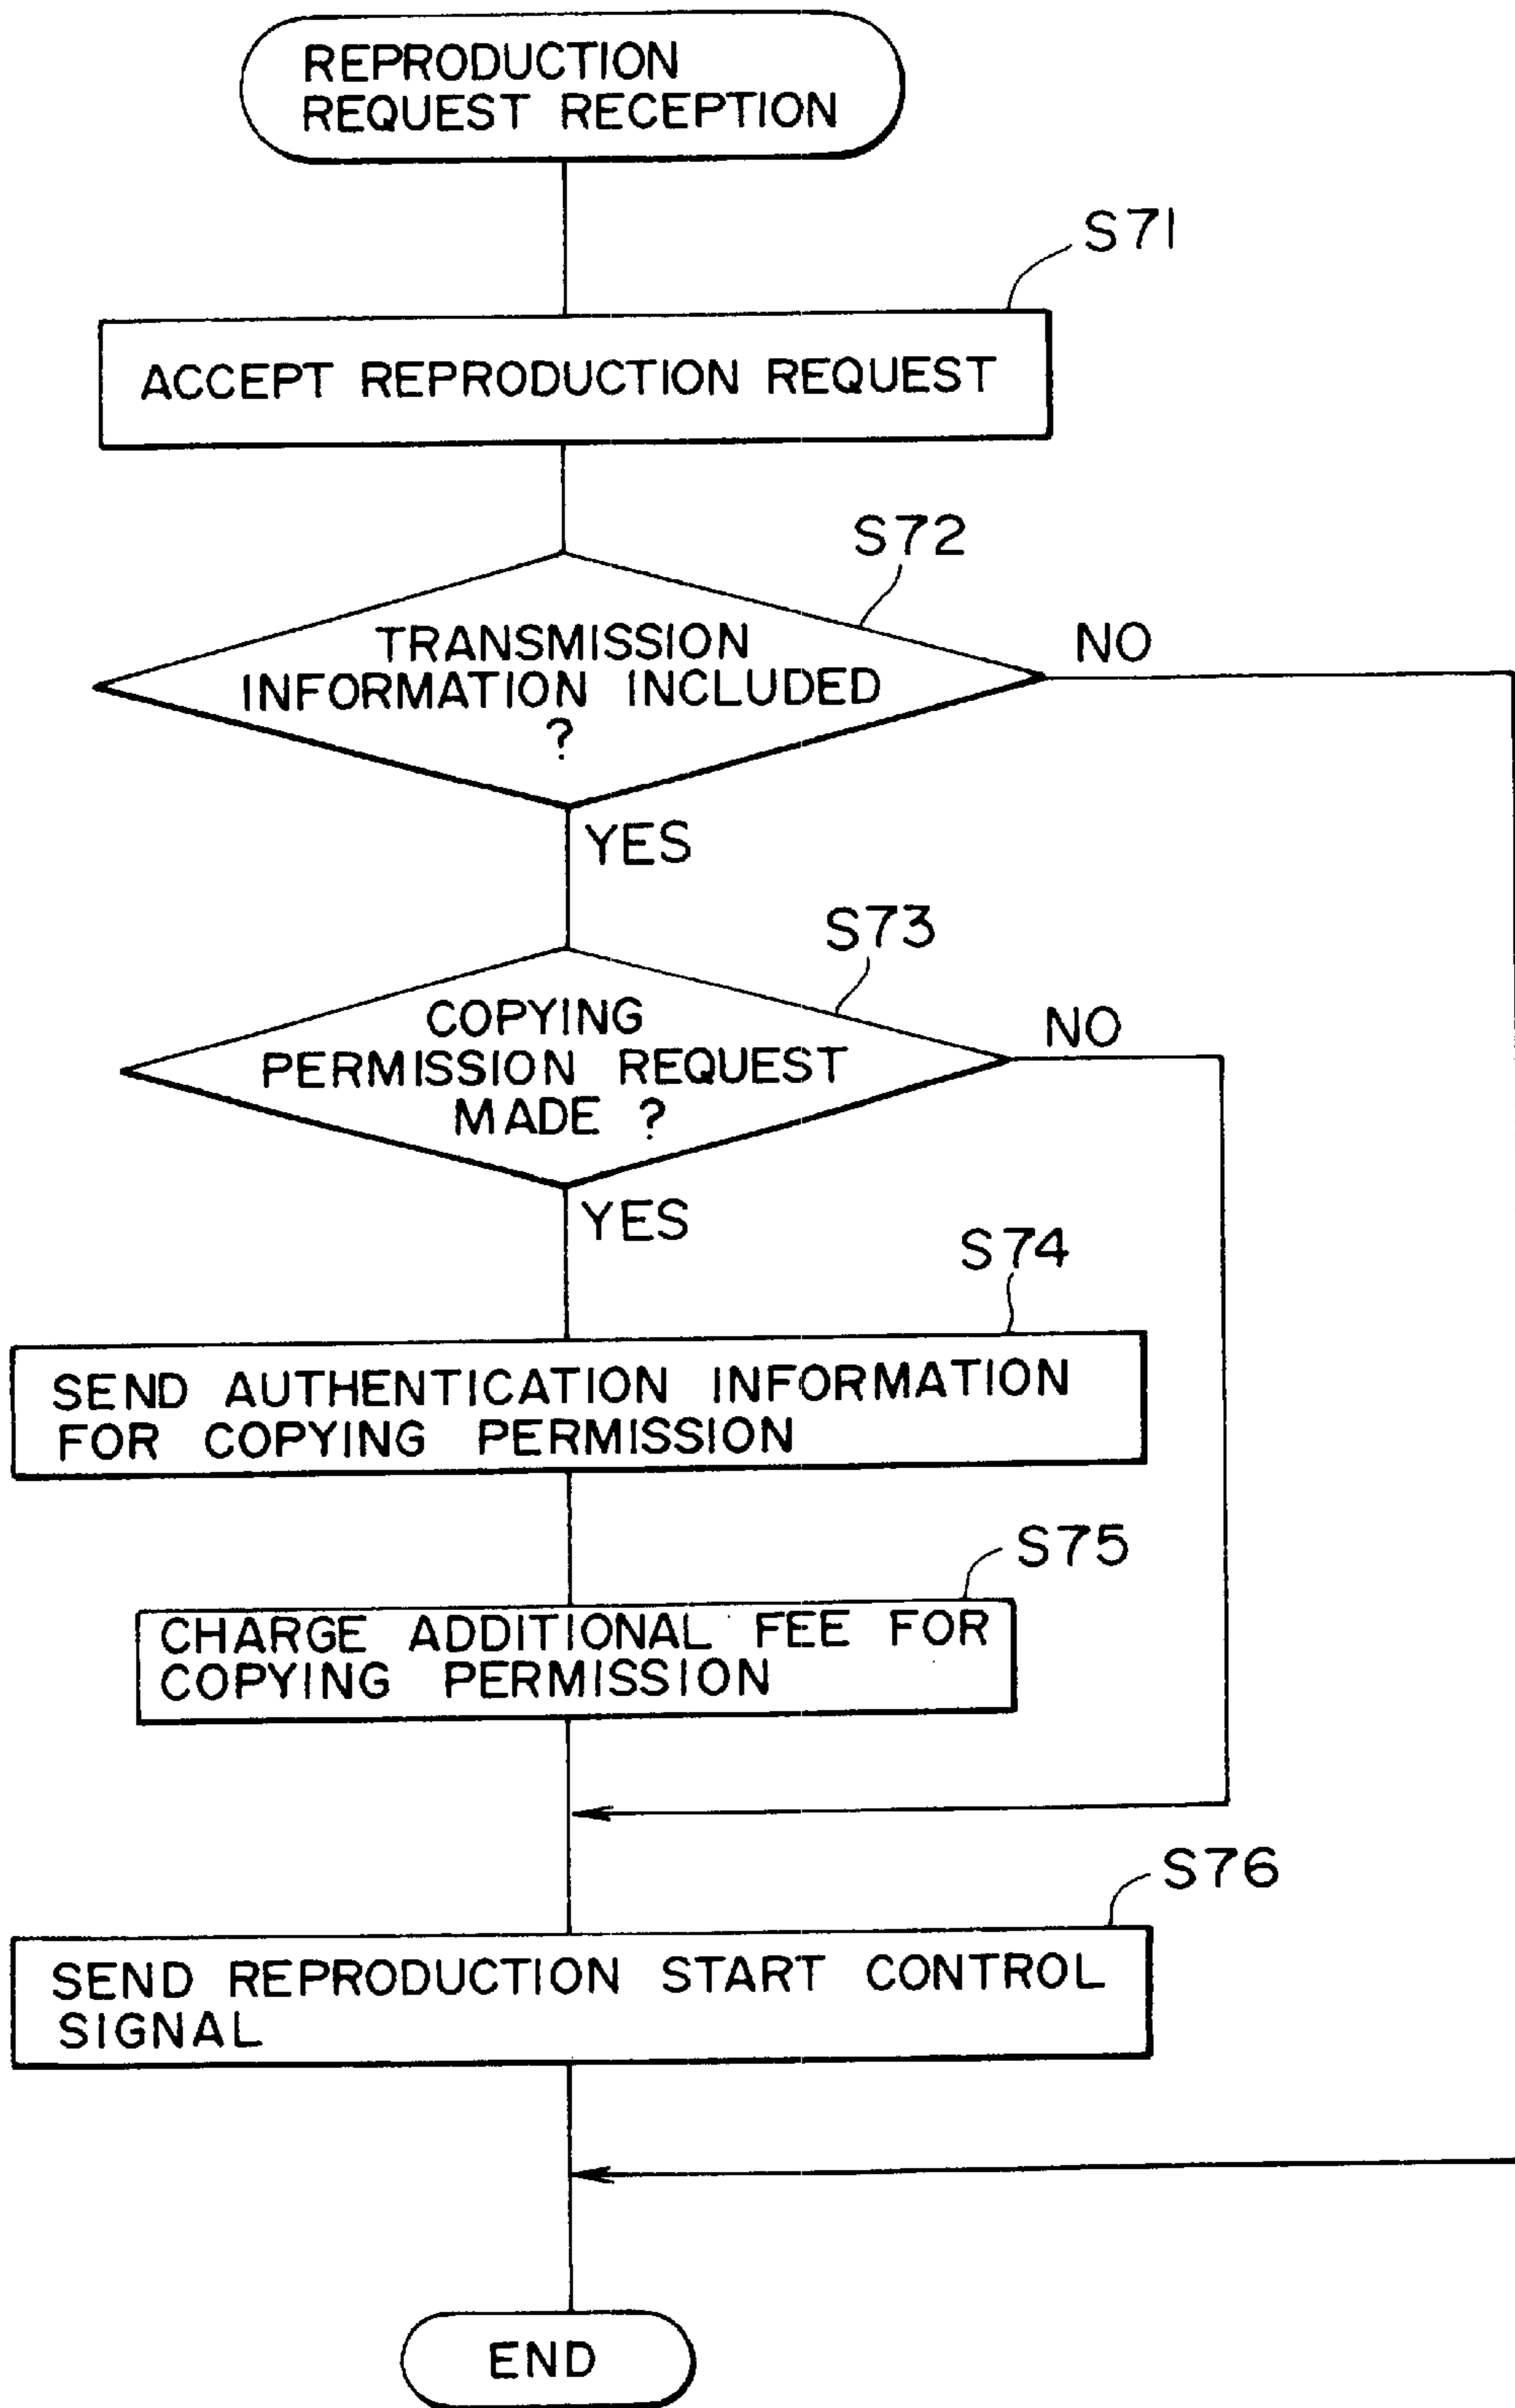 REPRODUCTION
REQUEST RECEPTION
S71
ACCEPT REPRODUCTION REQUEST
S72
TRANSMISSION
INFORMATION INCLUDED
?
NO
YES
S73
COPYING
PERMISSION REQUEST
MADE ?
NO
YES
S74
SEND AUTHENTICATION INFORMATION
FOR COPYING PERMISSION
S75
CHARGE ADDITIONAL FEE FOR
COPYING PERMISSION
S76
SEND REPRODUCTION START CONTROL
SIGNAL
END